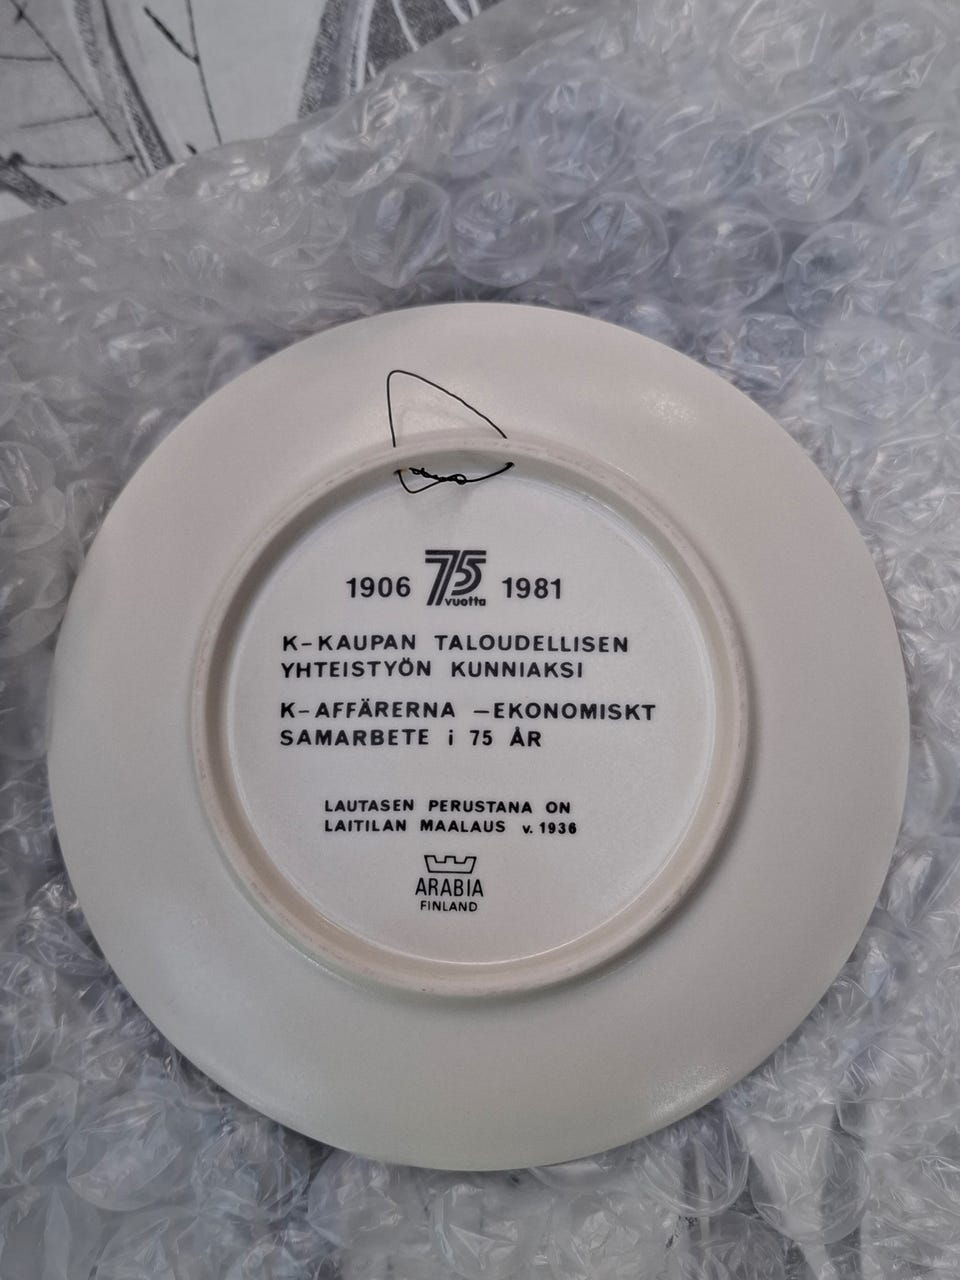 1906 75 vuotta 1981
K-KAUPAN TALOUDELLISEN
YHTEISTYÖN KUNNIAKSI
K-AFFÄRERNA -EKONOMISKT
SAMARBETE i 75 ÅR
LAUTASEN PERUSTANA ON
LAITILAN MAALAUS v. 1936
ARABIA
FINLAND